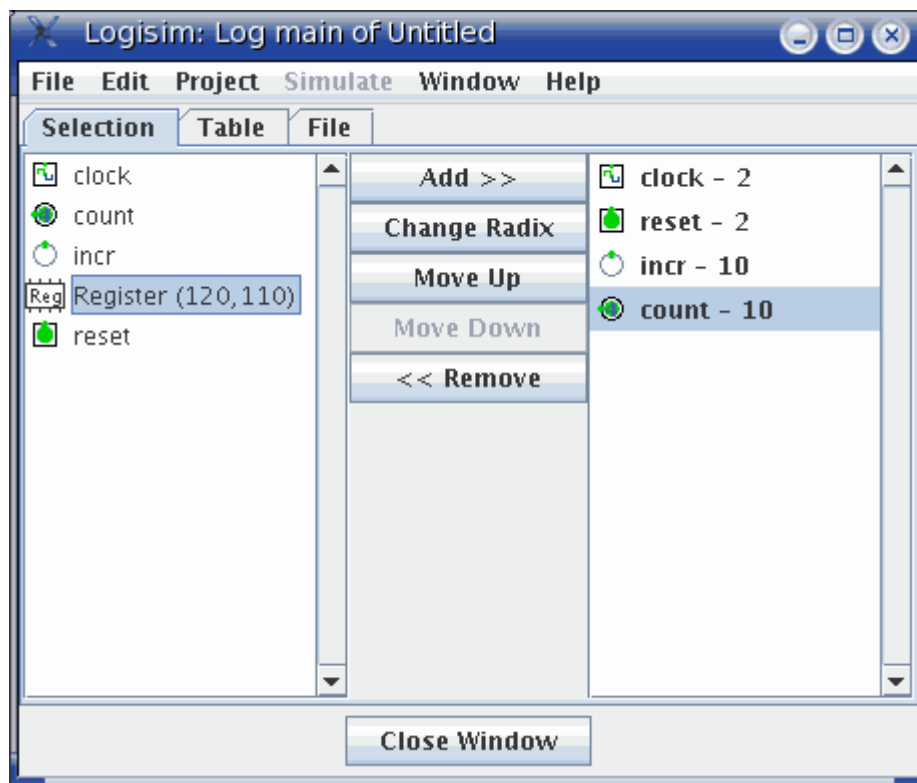 Logisim: Log main of Untitled
File Edit Project Simulate Window Help
Selection Table File
clock
count
incr
Reg Register (120,110)
reset
Add >>
Change Radix
Move Up
Move Down
<< Remove
clock - 2
reset - 2
incr - 10
count - 10
Close Window